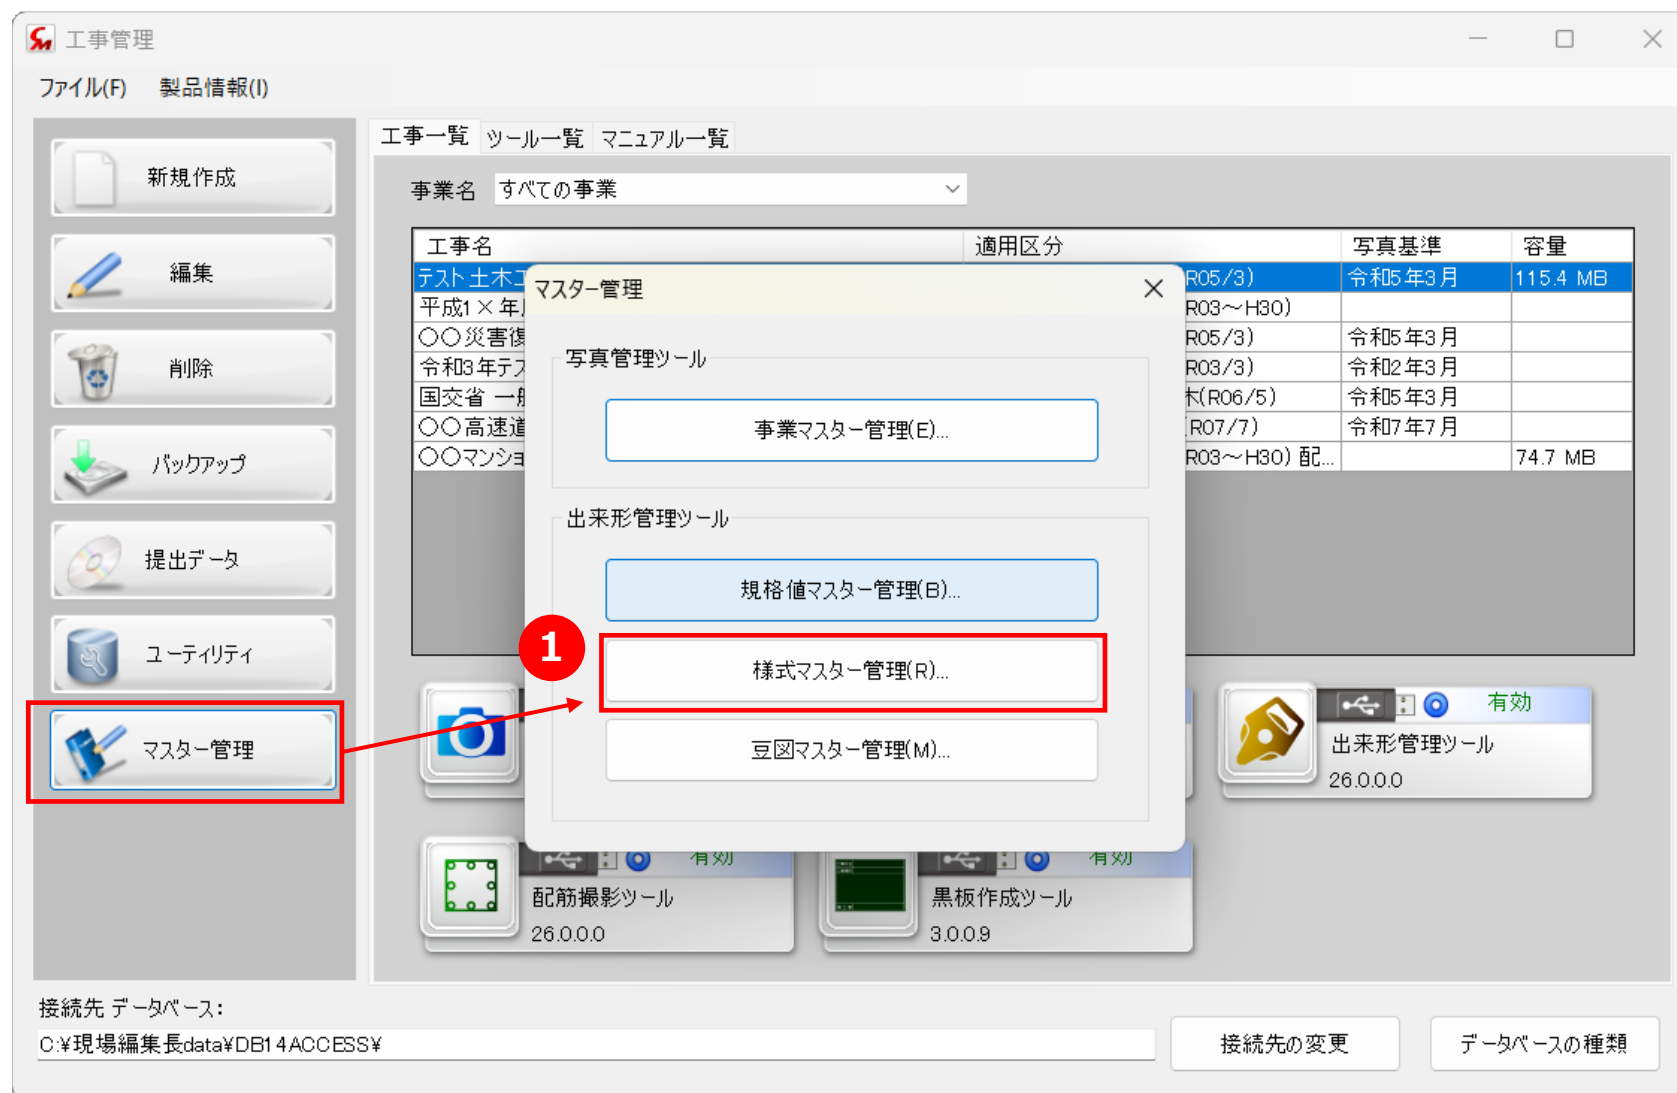 工事管理
ファイル(F) 製品情報(I)
新規作成
編集
削除
バックアップ
提出データ
ユーティリティ
マスター管理
工事一覧 ツール一覧 マニュアル一覧
事業名 すべての事業
工事名 適用区分 写真基準 容量
テスト土木工 R05/3) 令和5年3月 115.4 MB
平成1×年 R03～H30)
〇〇災害復 R05/3) 令和5年3月
令和3年テス R03/3) 令和2年3月
国交省 一般 木(R06/5) 令和5年3月
〇〇高速道 (R07/7) 令和7年7月
〇〇マンショ R03～H30) 配... 74.7 MB
マスター管理
写真管理ツール
事業マスター管理(E)...
出来形管理ツール
規格値マスター管理(B)...
1
様式マスター管理(R)...
豆図マスター管理(M)...
有効
出来形管理ツール
26.0.0.0
有効
配筋撮影ツール
26.0.0.0
有効
黒板作成ツール
3.0.0.9
接続先データベース:
C:¥現場編集長data¥DB14ACCESS¥
接続先の変更
データベースの種類